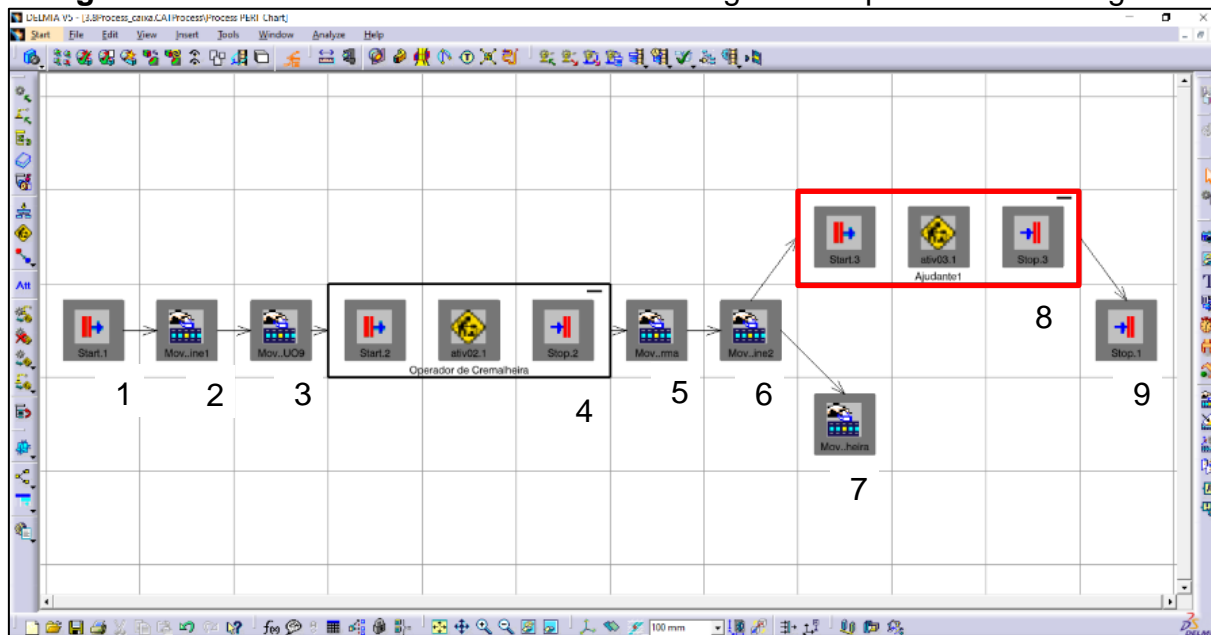 DELMIA V5 - [3.8Process_caixa.CATProcess\Process PERT Chart]
Start File Edit View Insert Tools Window Analyze Help
Att
Start.3 ativ03.1 Stop.3
Ajudante1
8
Start.1 Mov..ine1 Mov..UO9 Start.2 ativ02.1 Stop.2 Mov..rma Mov..ine2 Stop.1
Operador de Cremalheira
1 2 3 4 5 6 9
Mov..heira
7
100 mm
DELMIA